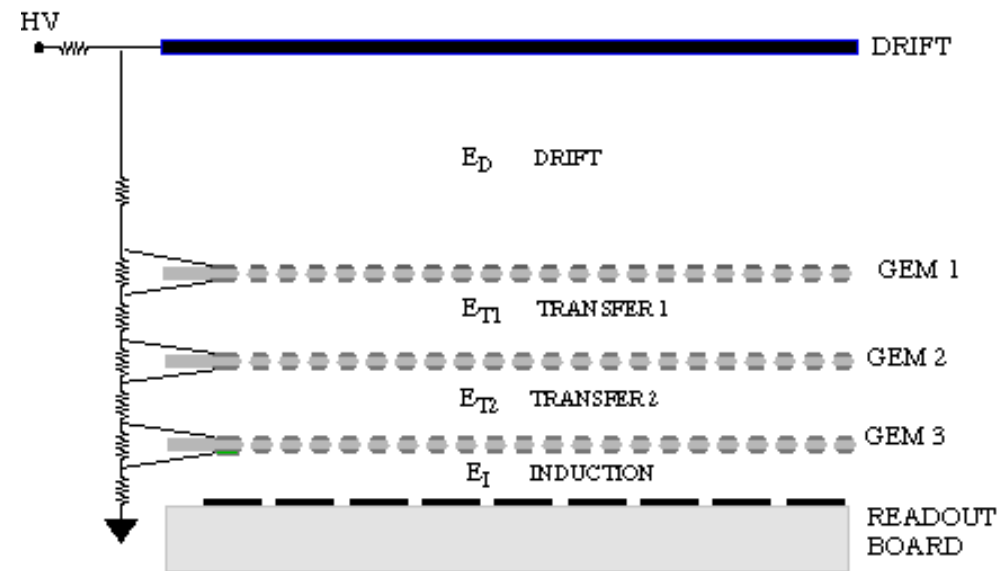 HV
DRIFT
E_D DRIFT
GEM 1
E_T1 TRANSFER 1
GEM 2
E_T2 TRANSFER 2
GEM 3
E_I INDUCTION
READOUT
BOARD